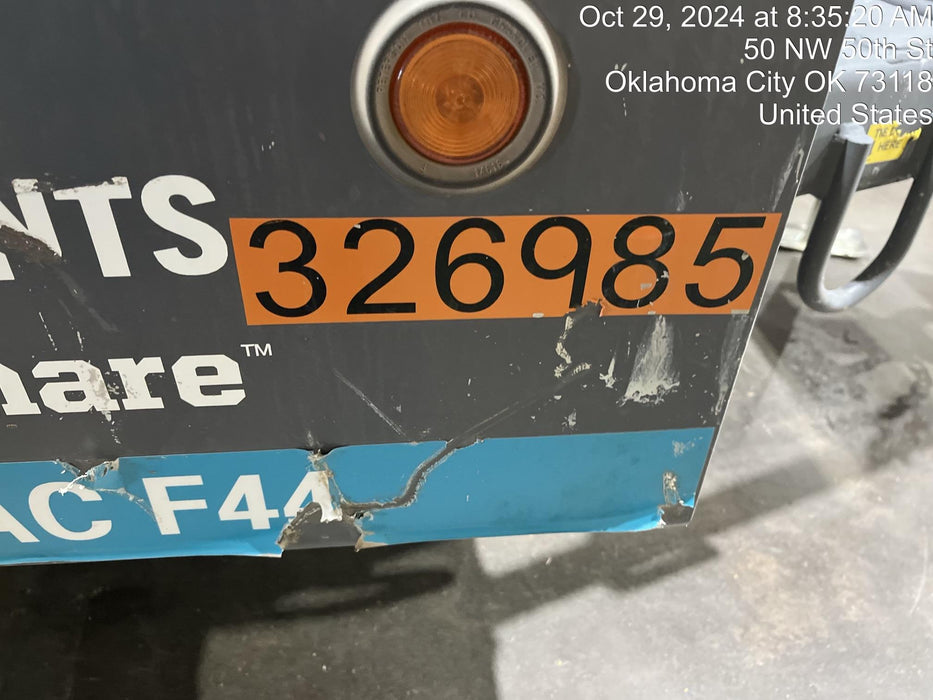 Oct 29, 2024 at 8:35:20 AM
50 NW 50th St
Oklahoma City OK 73118
United States
HERE
NTS
326985
hare™
AC F44